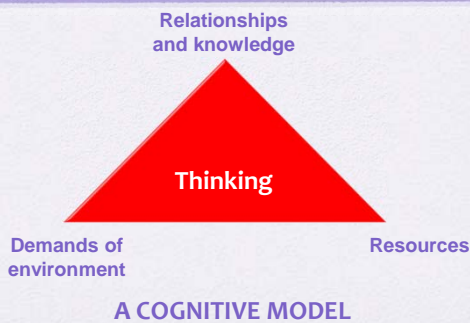 Relationships
and knowledge
Thinking
Demands of
environment
Resources
A COGNITIVE MODEL